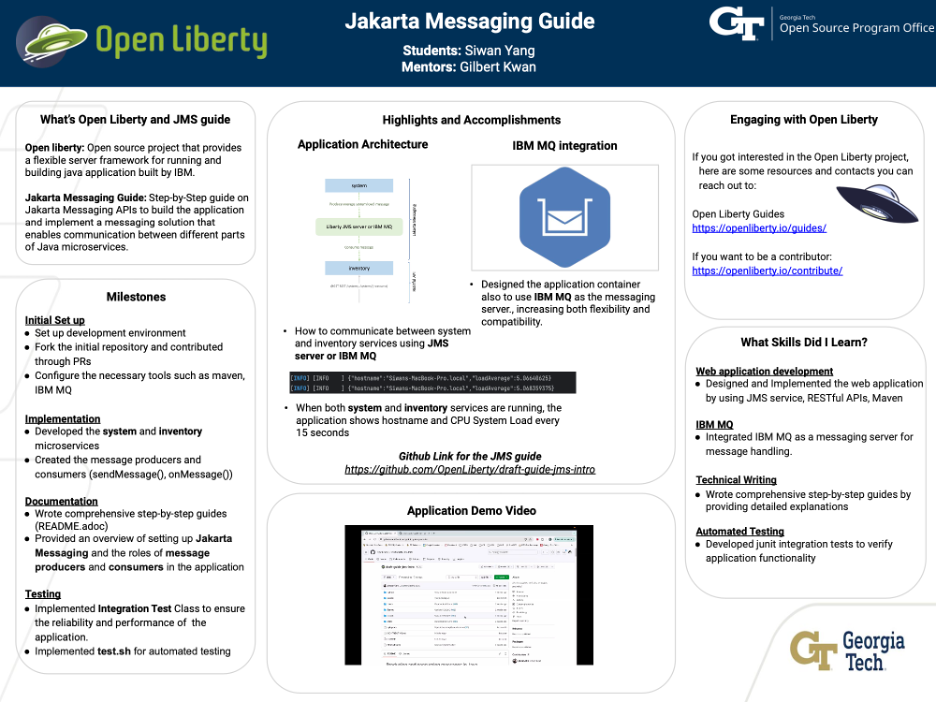 Open Liberty
Jakarta Messaging Guide
Students: Siwan Yang
Mentors: Gilbert Kwan
GT
Georgia Tech
Open Source Program Office
What's Open Liberty and JMS guide
Open liberty: Open source project that provides
a flexible server framework for running and
building java application built by IBM.
Jakarta Messaging Guide: Step-by-Step guide on
Jakarta Messaging APIs to build the application
and implement a messaging solution that
enables communication between different parts
of Java microservices.
Milestones
Initial Set up
● Set up development environment
● Fork the initial repository and contributed
through PRs
● Configure the necessary tools such as maven,
IBM MQ
Implementation
● Developed the system and inventory
microservices
● Created the message producers and
consumers (sendMessage(), onMessage())
Documentation
● Wrote comprehensive step-by-step guides
(README.adoc)
● Provided an overview of setting up Jakarta
Messaging and the roles of message
producers and consumers in the application
Testing
● Implemented Integration Test Class to ensure
the reliability and performance of the
application.
● Implemented test.sh for automated testing
Highlights and Accomplishments
Application Architecture
system
Liberty JMS server or IBM MQ
inventory
• How to communicate between system
and inventory services using JMS
server or IBM MQ
IBM MQ integration
• Designed the application container
also to use IBM MQ as the messaging
server., increasing both flexibility and
compatibility.
[INFO] [INFO ] {"hostname":"Siwans-MacBook-Pro.local","loadAverage":
[INFO] [INFO ] {"hostname":"Siwans-MacBook-Pro.local","loadAverage":
• When both system and inventory services are running, the
application shows hostname and CPU System Load every
15 seconds
Github Link for the JMS guide
https://github.com/OpenLiberty/draft-guide-jms-intro
Application Demo Video
Engaging with Open Liberty
If you got interested in the Open Liberty project,
here are some resources and contacts you can
reach out to:
Open Liberty Guides
https://openliberty.io/guides/
If you want to be a contributor:
https://openliberty.io/contribute/
What Skills Did I Learn?
Web application development
● Designed and Implemented the web application
by using JMS service, RESTful APIs, Maven
IBM MQ
● Integrated IBM MQ as a messaging server for
message handling.
Technical Writing
● Wrote comprehensive step-by-step guides by
providing detailed explanations
Automated Testing
● Developed junit integration tests to verify
application functionality
GT
Georgia
Tech